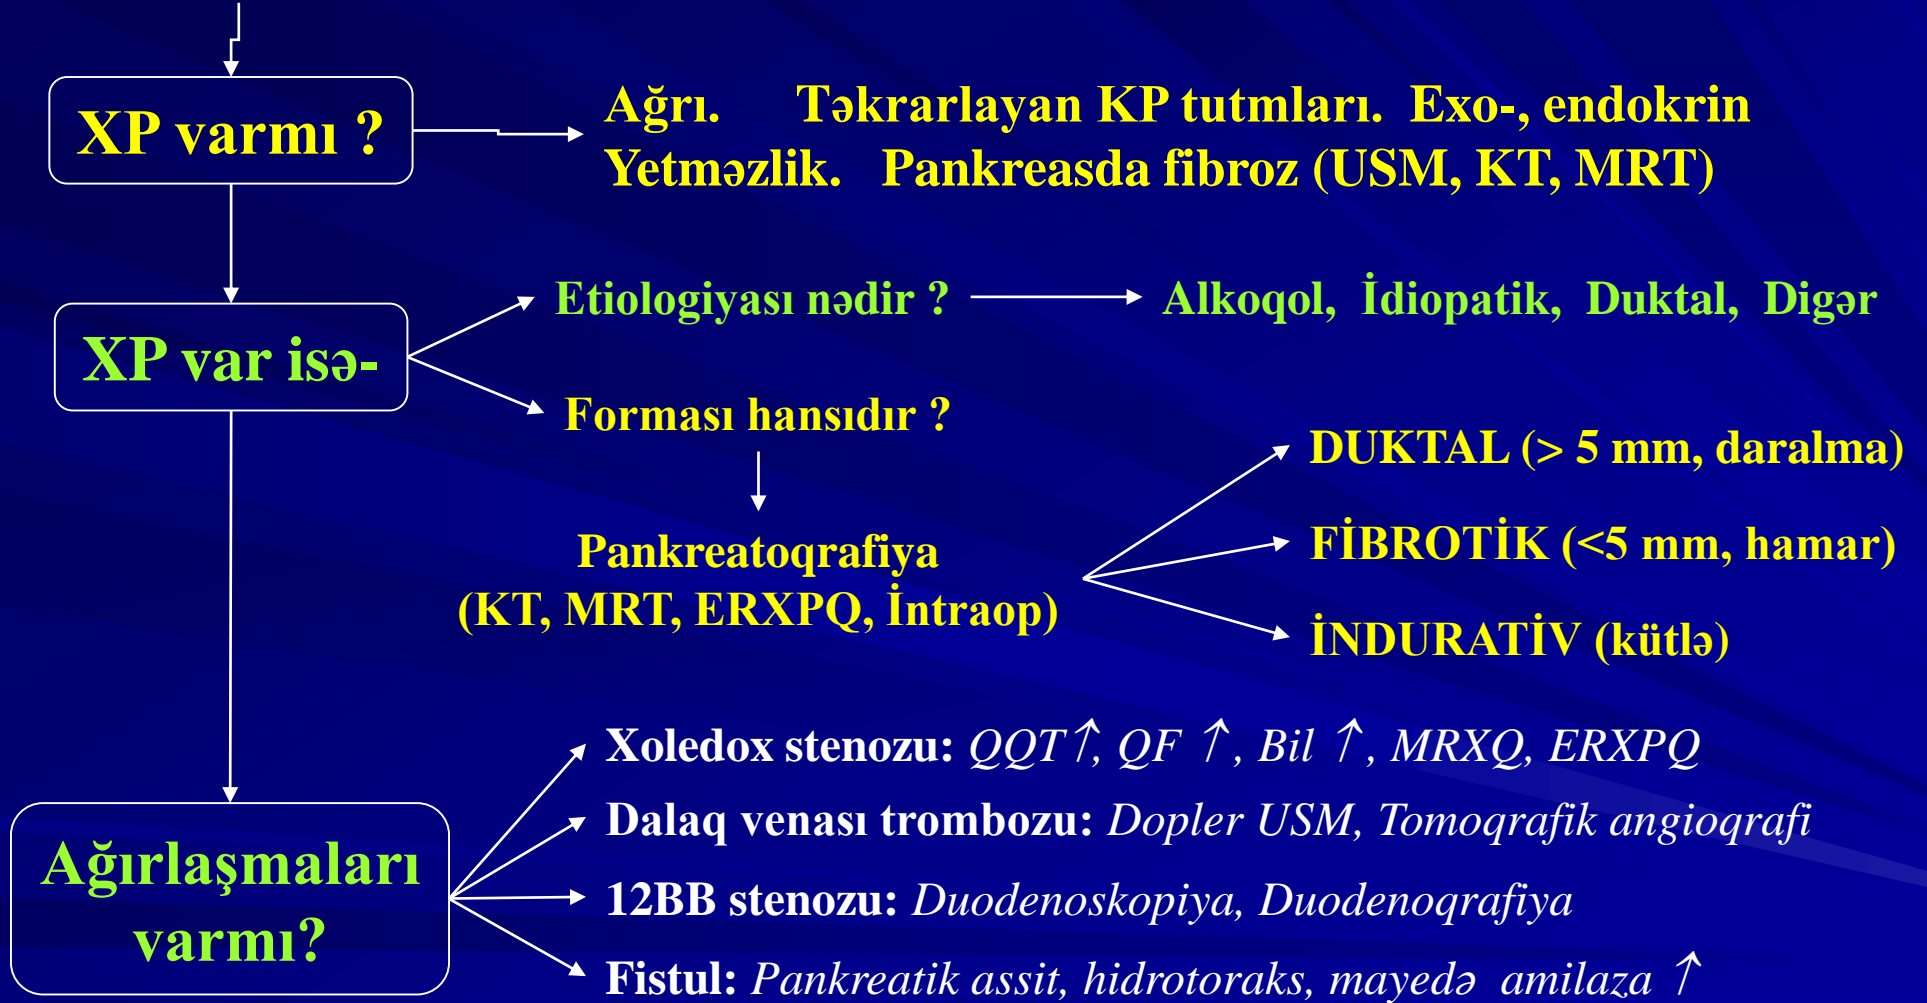 XP varmı ?
Ağrı. Təkrarlayan KP tutmları. Exo-, endokrin
Yetməzlik. Pankreasda fibroz (USM, KT, MRT)
XP var isə-
Etiologiyası nədir ?
Alkoqol, İdiopatik, Duktal, Digər
Forması hansıdır ?
Pankreatoqrafiya
(KT, MRT, ERXPQ, İntraop)
DUKTAL (> 5 mm, daralma)
FİBROTİK (<5 mm, hamar)
İNDURATİV (kütlə)
Ağırlaşmaları
varmı?
Xoledox stenozu: QQT↑, QF ↑, Bil ↑, MRXQ, ERXPQ
Dalaq venası trombozu: Dopler USM, Tomoqrafik angioqrafi
12BB stenozu: Duodenoskopiya, Duodenoqrafiya
Fistul: Pankreatik assit, hidrotoraks, mayedə amilaza ↑